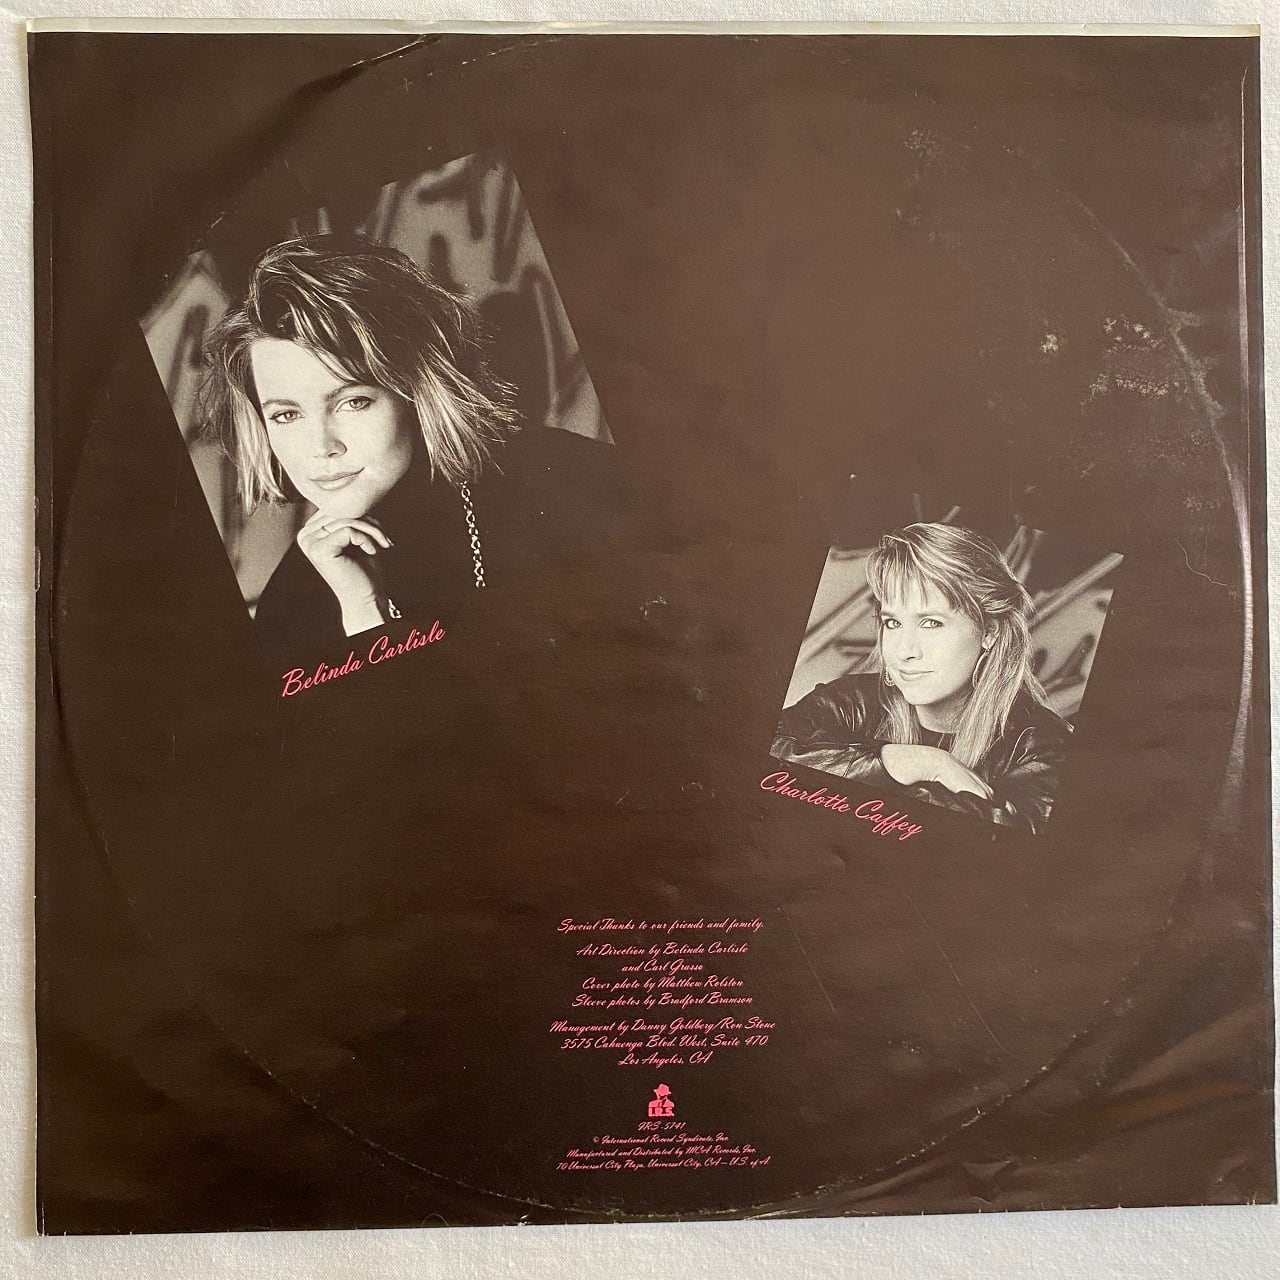 Belinda Carlisle
Charlotte Caffey
Special Thanks to our friends and family.
Art Direction by Belinda Carlisle
and Carl Grasso
Cover photo by Matthew Rolston
Sleeve photos by Bradford Bramson
Management by Danny Goldberg/Ron Stone
3575 Cahuenga Blvd. West, Suite 470
Los Angeles, CA
I.R.S.
IRS-5741
© International Record Syndicate, Inc.
Manufactured and Distributed by MCA Records, Inc.
70 Universal City Plaza, Universal City, CA—U.S. of A.